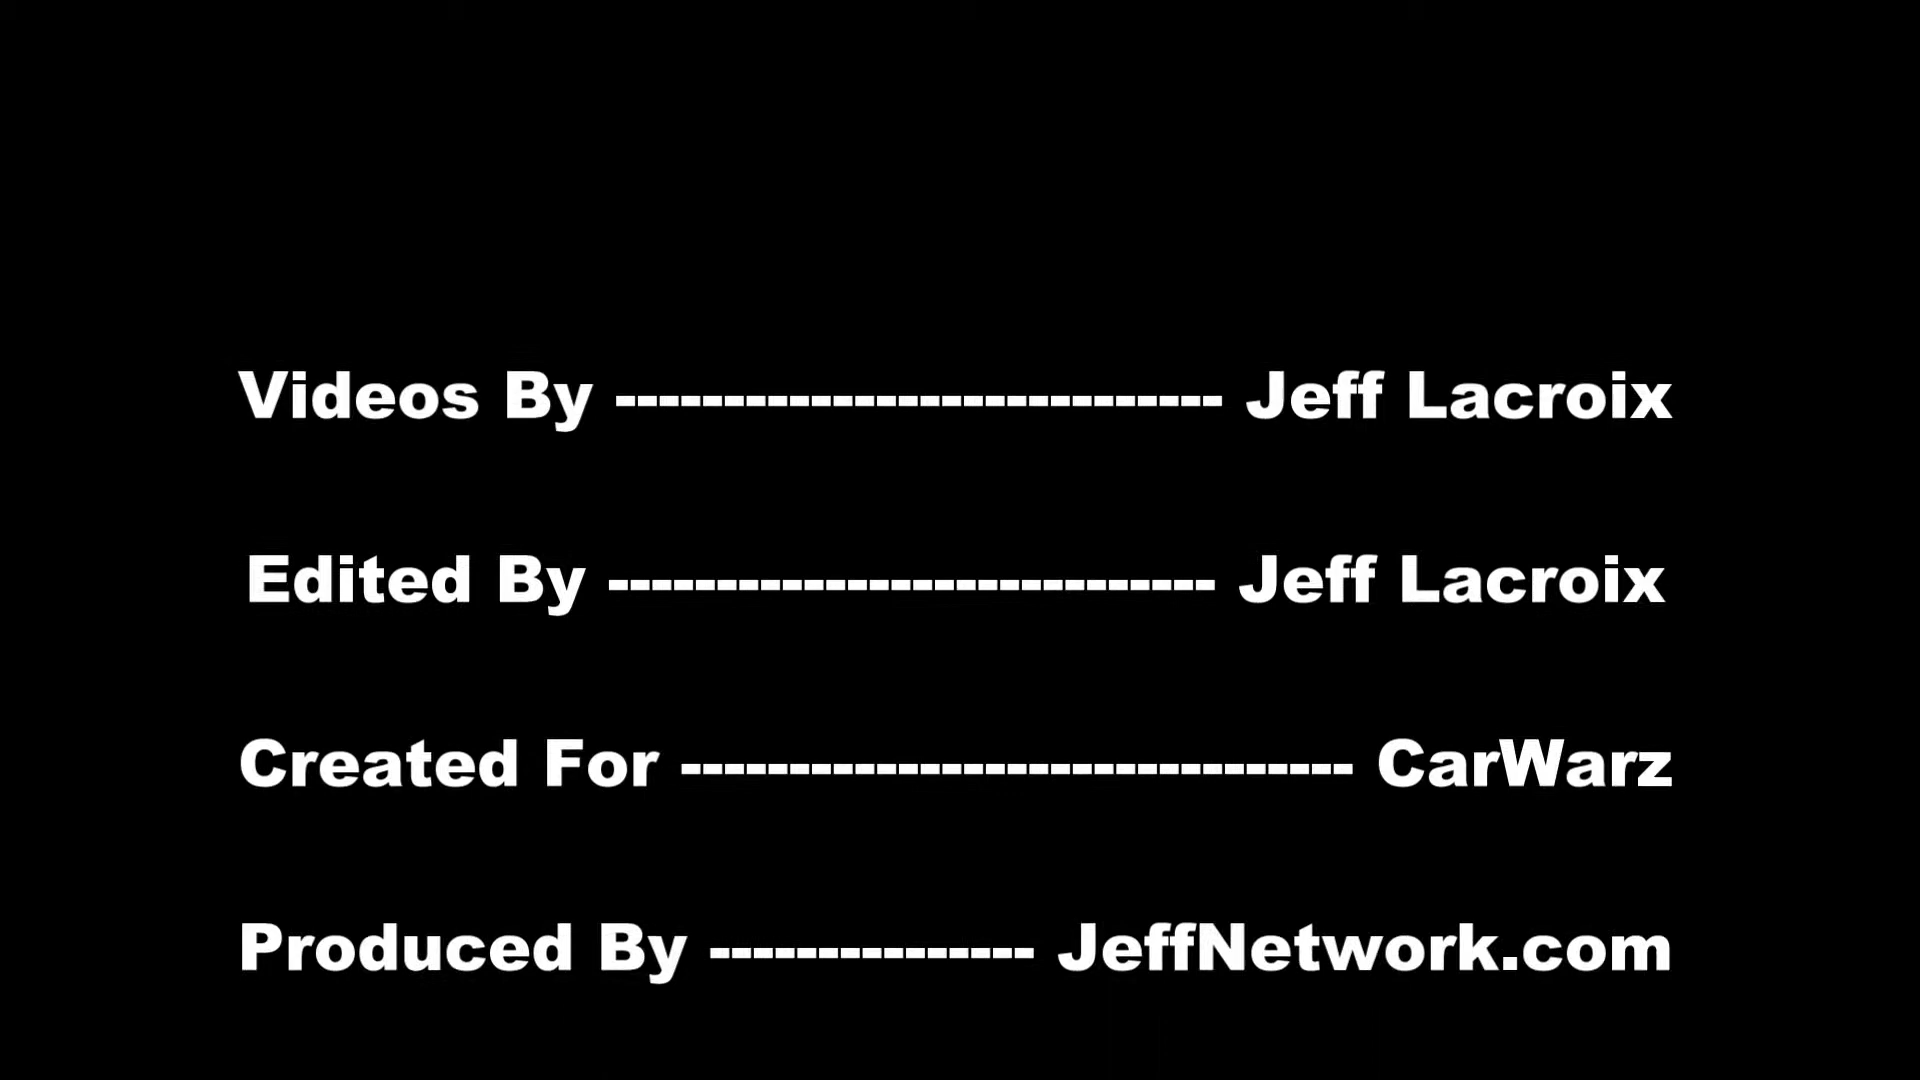 Videos By ---------------------------- Jeff Lacroix
Edited By ---------------------------- Jeff Lacroix
Created For ------------------------------- CarWarz
Produced By --------------- JeffNetwork.com